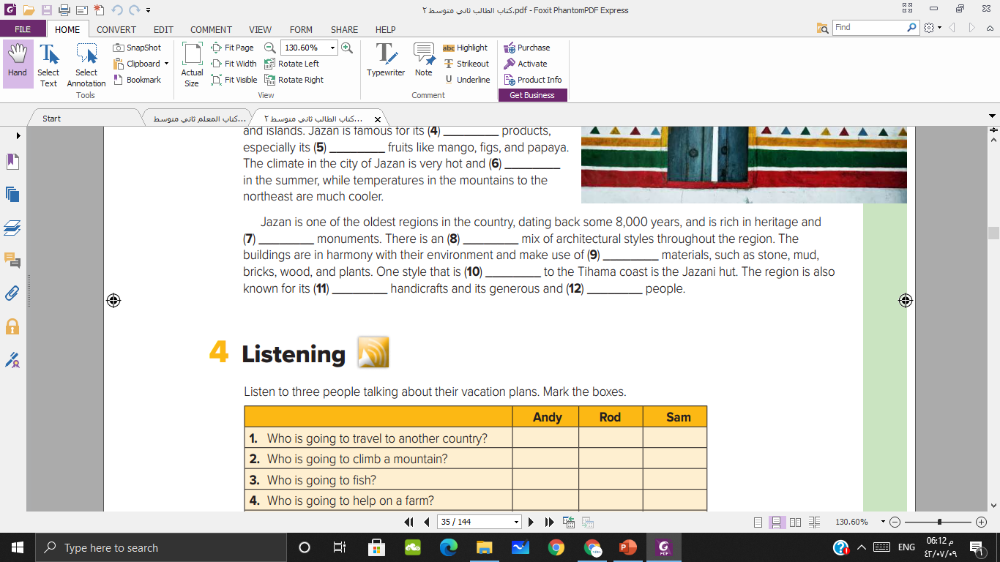 كتاب الطالب ثاني متوسط ٢.pdf - Foxit PhantomPDF Express
FILE HOME CONVERT EDIT COMMENT VIEW FORM SHARE HELP
Find
Hand
Select Text
Select Annotation
SnapShot
Clipboard
Bookmark
Tools
Actual Size
Fit Page
Fit Width
Fit Visible
130.60%
Rotate Left
Rotate Right
View
Typewriter
Note
abc Highlight
T Strikeout
U Underline
Comment
Purchase
Activate
Product Info
Get Business
Start
كتاب المعلم ثاني متوسط...
كتاب الطالب ثاني متوسط ٢...
and islands. Jazan is famous for its (4) _________ products,
especially its (5) _________ fruits like mango, figs, and papaya.
The climate in the city of Jazan is very hot and (6) _________
in the summer, while temperatures in the mountains to the
northeast are much cooler.
Jazan is one of the oldest regions in the country, dating back some 8,000 years, and is rich in heritage and
(7) _________ monuments. There is an (8) _________ mix of architectural styles throughout the region. The
buildings are in harmony with their environment and make use of (9) _________ materials, such as stone, mud,
bricks, wood, and plants. One style that is (10) _________ to the Tihama coast is the Jazani hut. The region is also
known for its (11) _________ handicrafts and its generous and (12) _________ people.
4 Listening
Listen to three people talking about their vacation plans. Mark the boxes.
Andy Rod Sam
1. Who is going to travel to another country?
2. Who is going to climb a mountain?
3. Who is going to fish?
4. Who is going to help on a farm?
35 / 144
130.60%
Type here to search
ENG
06:12 م
٤٢/٠٧/٠٩